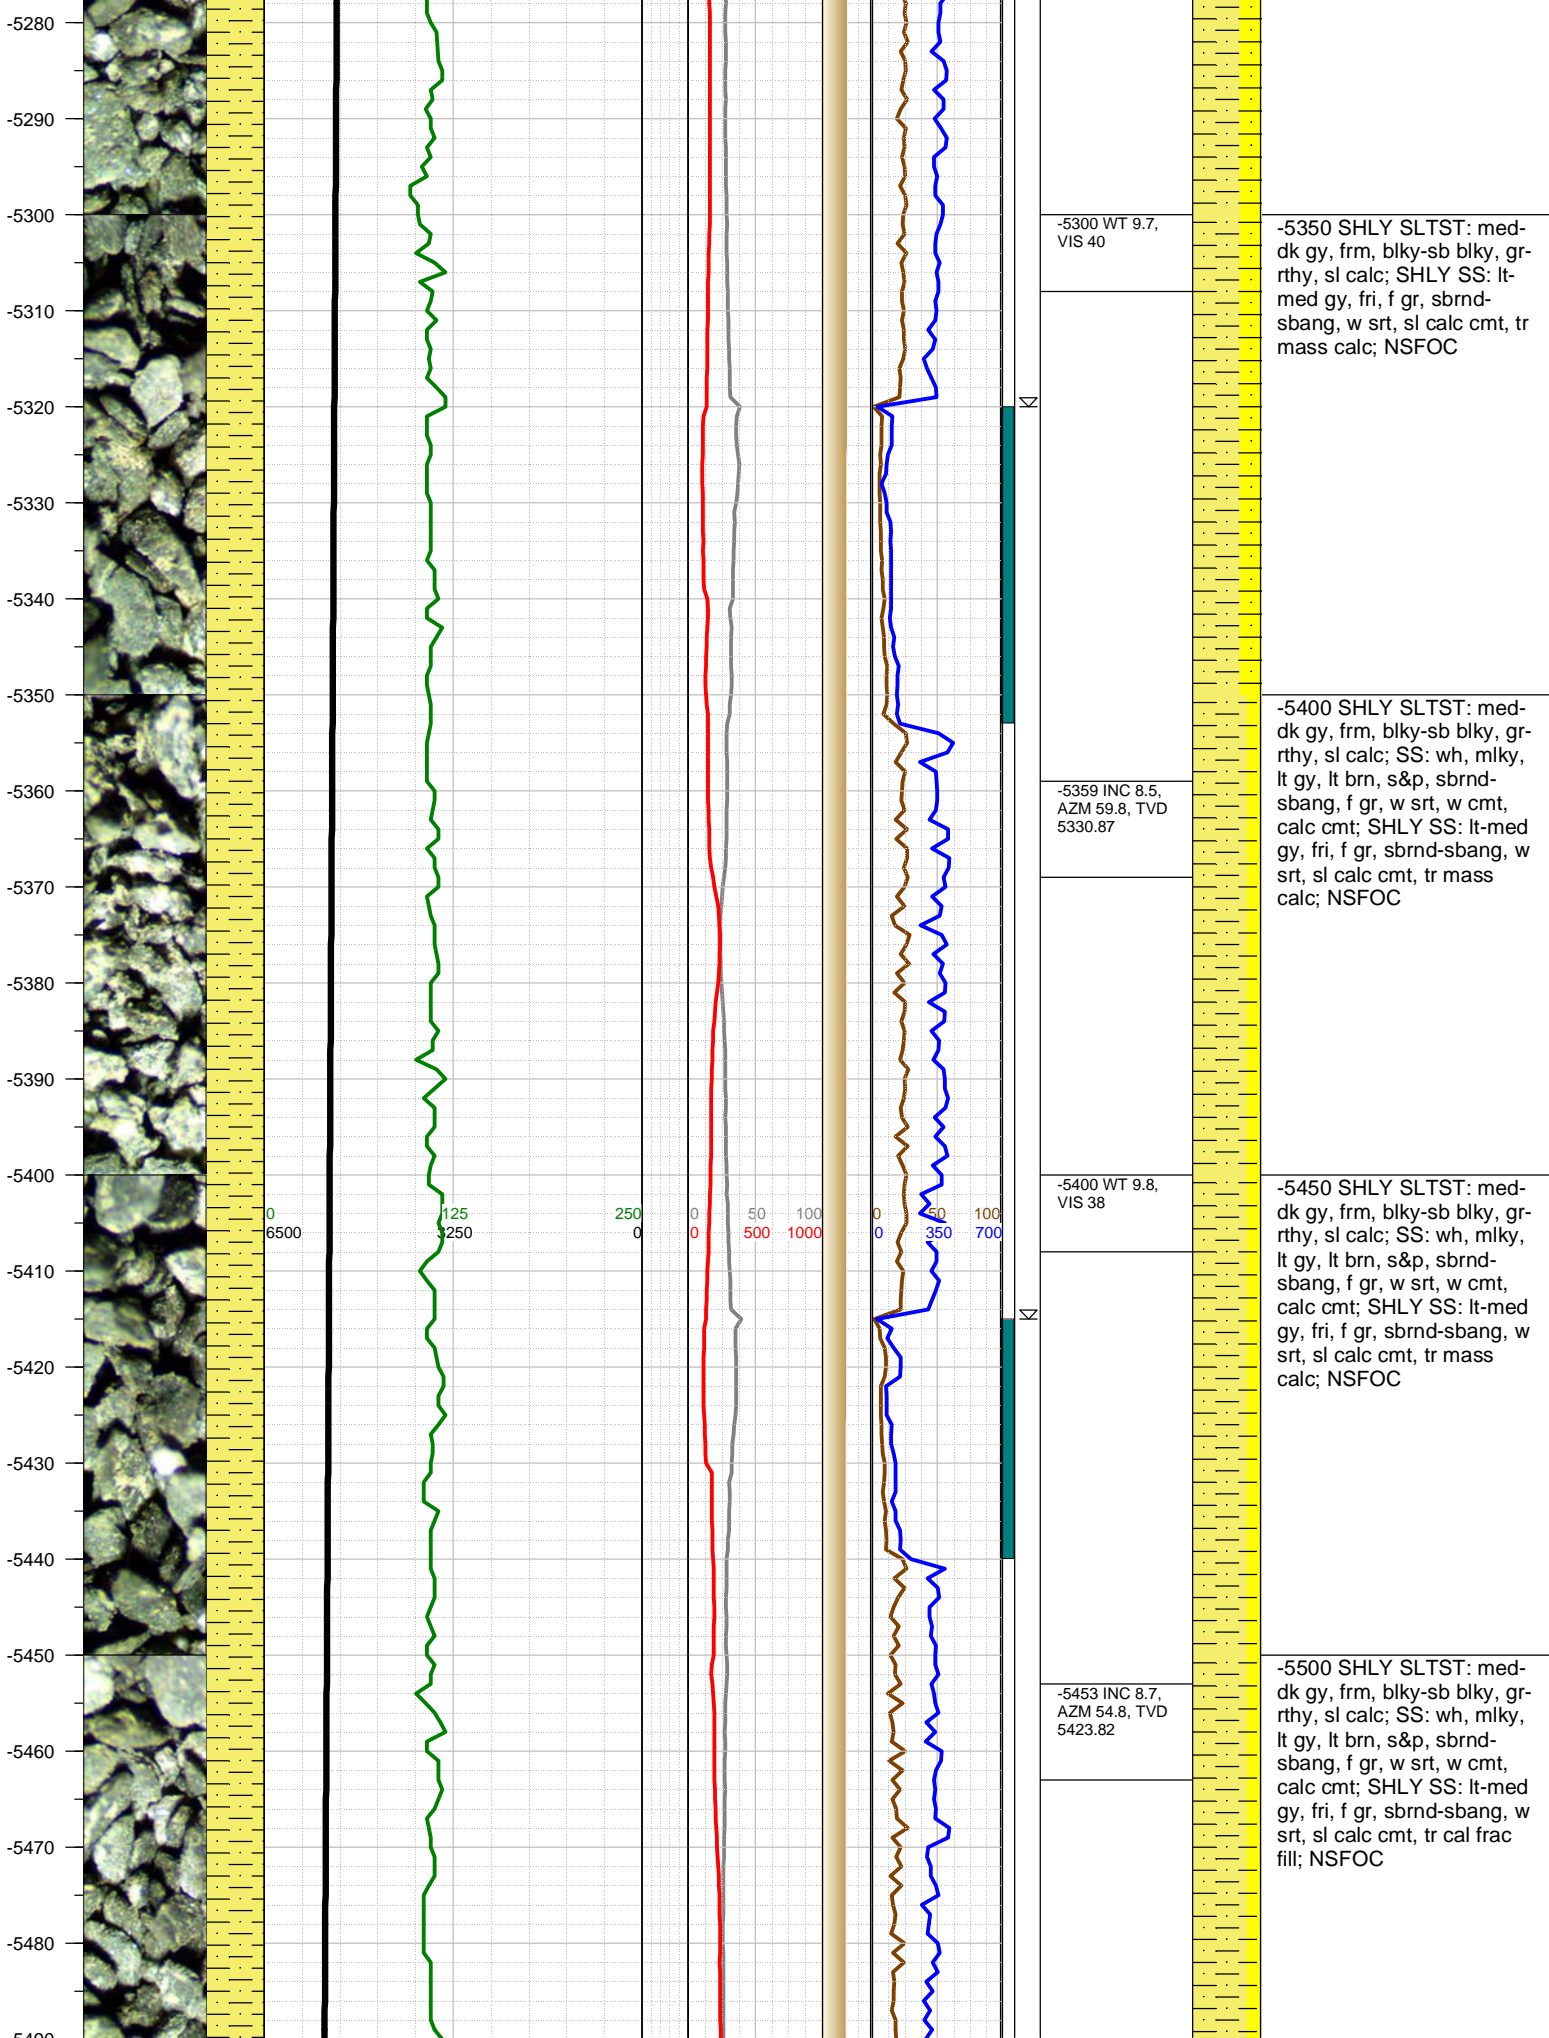 -5280
-5290
-5300
-5310
-5320
-5330
-5340
-5350
-5360
-5370
-5380
-5390
-5400
-5410
-5420
-5430
-5440
-5450
-5460
-5470
-5480
0 125 250
6500 3250 0
0 50 100
0 500 1000
0 50 100
0 350 700
-5300 WT 9.7,
VIS 40
-5359 INC 8.5,
AZM 59.8, TVD
5330.87
-5400 WT 9.8,
VIS 38
-5453 INC 8.7,
AZM 54.8, TVD
5423.82
-5350 SHLY SLTST: med-
dk gy, frm, blky-sb blky, gr-
rthy, sl calc; SHLY SS: lt-
med gy, fri, f gr, sbrnd-
sbang, w srt, sl calc cmt, tr
mass calc; NSFOC
-5400 SHLY SLTST: med-
dk gy, frm, blky-sb blky, gr-
rthy, sl calc; SS: wh, mlky,
lt gy, lt brn, s&p, sbrnd-
sbang, f gr, w srt, w cmt,
calc cmt; SHLY SS: lt-med
gy, fri, f gr, sbrnd-sbang, w
srt, sl calc cmt, tr mass
calc; NSFOC
-5450 SHLY SLTST: med-
dk gy, frm, blky-sb blky, gr-
rthy, sl calc; SS: wh, mlky,
lt gy, lt brn, s&p, sbrnd-
sbang, f gr, w srt, w cmt,
calc cmt; SHLY SS: lt-med
gy, fri, f gr, sbrnd-sbang, w
srt, sl calc cmt, tr mass
calc; NSFOC
-5500 SHLY SLTST: med-
dk gy, frm, blky-sb blky, gr-
rthy, sl calc; SS: wh, mlky,
lt gy, lt brn, s&p, sbrnd-
sbang, f gr, w srt, w cmt,
calc cmt; SHLY SS: lt-med
gy, fri, f gr, sbrnd-sbang, w
srt, sl calc cmt, tr cal frac
fill; NSFOC